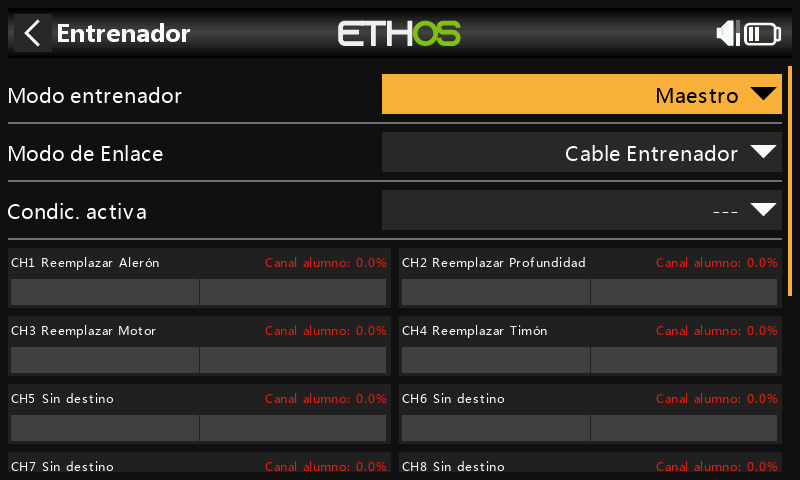 Entrenador
ETHOS
Modo entrenador
Maestro
Modo de Enlace
Cable Entrenador
Condic. activa
---
CH1 Reemplazar Alerón
Canal alumno: 0.0%
CH2 Reemplazar Profundidad
Canal alumno: 0.0%
CH3 Reemplazar Motor
Canal alumno: 0.0%
CH4 Reemplazar Timón
Canal alumno: 0.0%
CH5 Sin destino
Canal alumno: 0.0%
CH6 Sin destino
Canal alumno: 0.0%
CH7 Sin destino
Canal alumno: 0.0%
CH8 Sin destino
Canal alumno: 0.0%